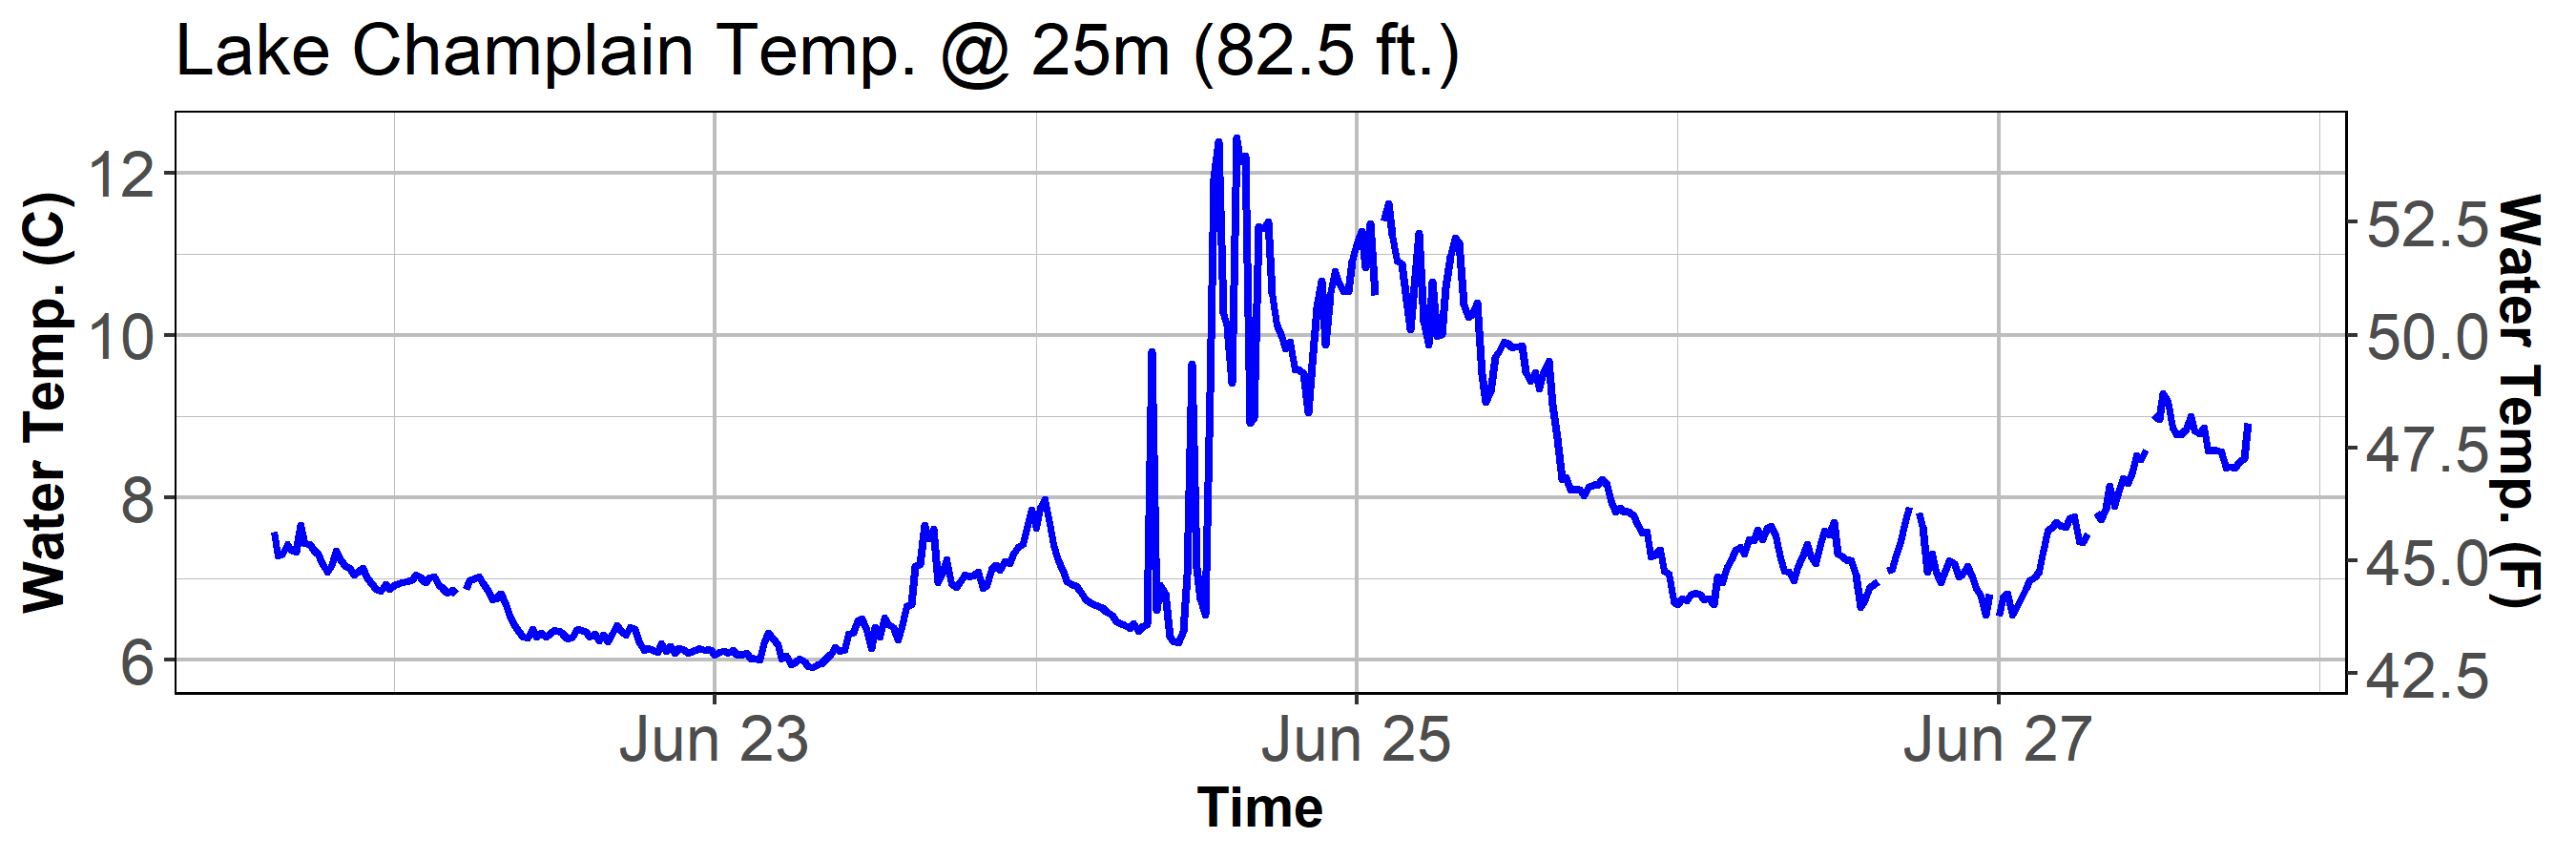 Lake Champlain Temp. @ 25m (82.5 ft.)
Water Temp. (C)
12
10
8
6
52.5
50.0
47.5
45.0
42.5
Water Temp. (F)
Jun 23
Jun 25
Jun 27
Time